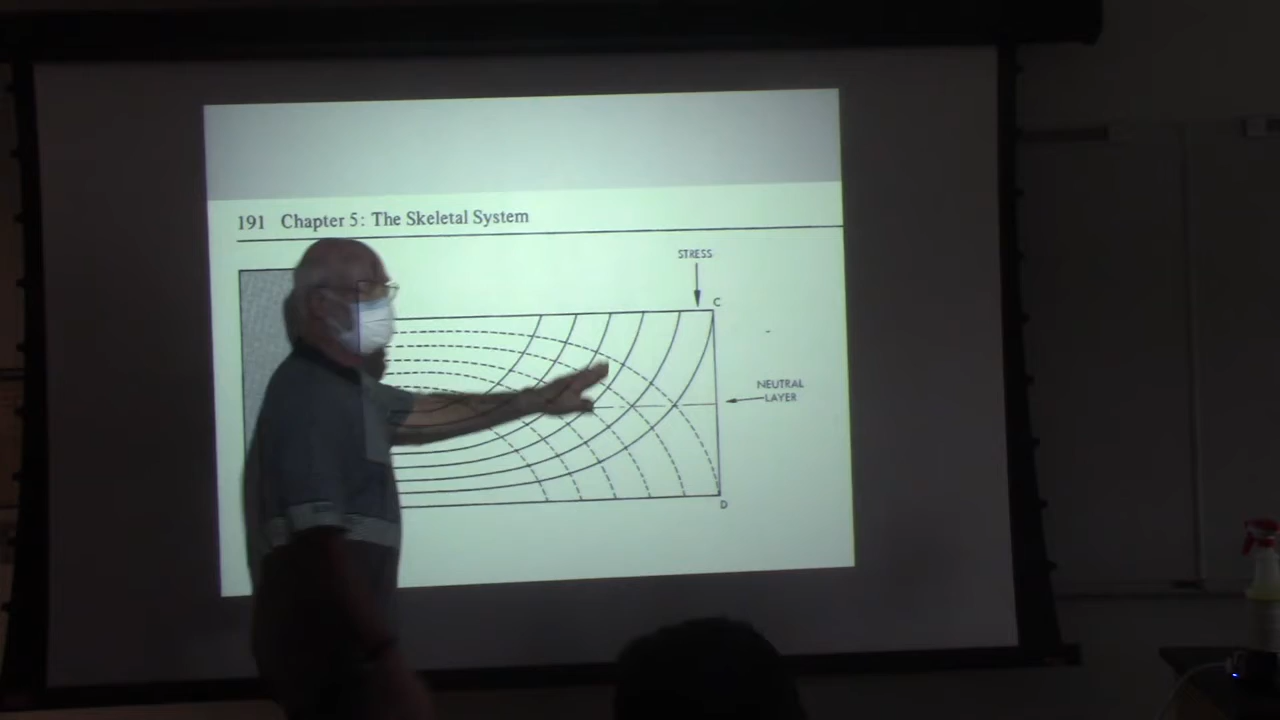 191 Chapter 5: The Skeletal System
STRESS
C
NEUTRAL
LAYER
D